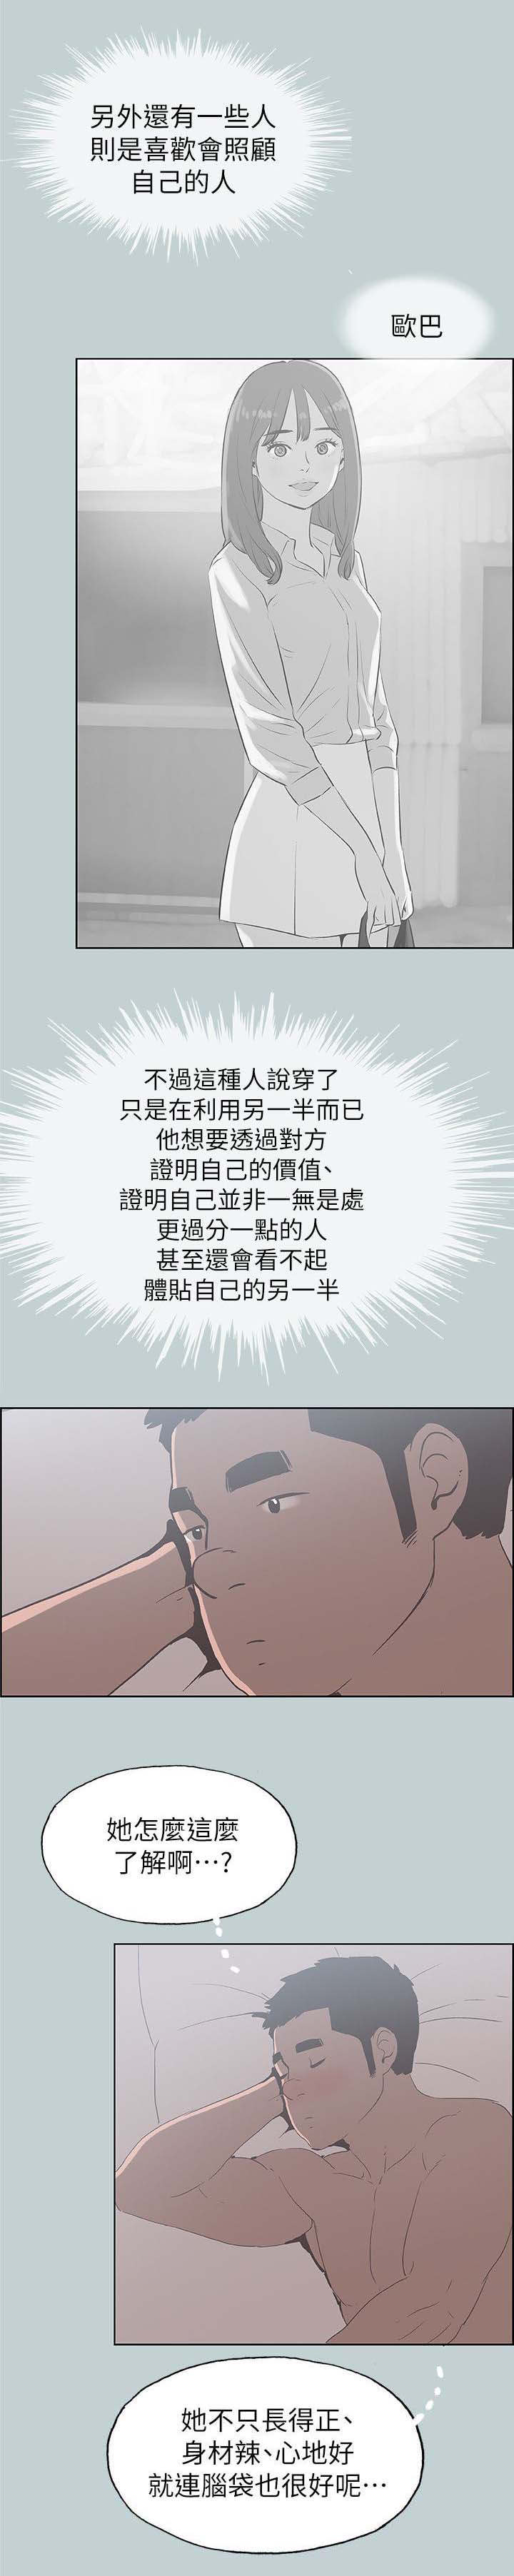 另外還有一些人
則是喜歡會照顧
自己的人
歐巴
不過這種人說穿了
只是在利用另一半而已
他想要透過對方
證明自己的價值、
證明自己並非一無是處
更過分一點的人
甚至還會看不起
體貼自己的另一半
她怎麼這麼
了解啊⋯?
她不只長得正、
身材辣、心地好
就連腦袋也很好呢⋯